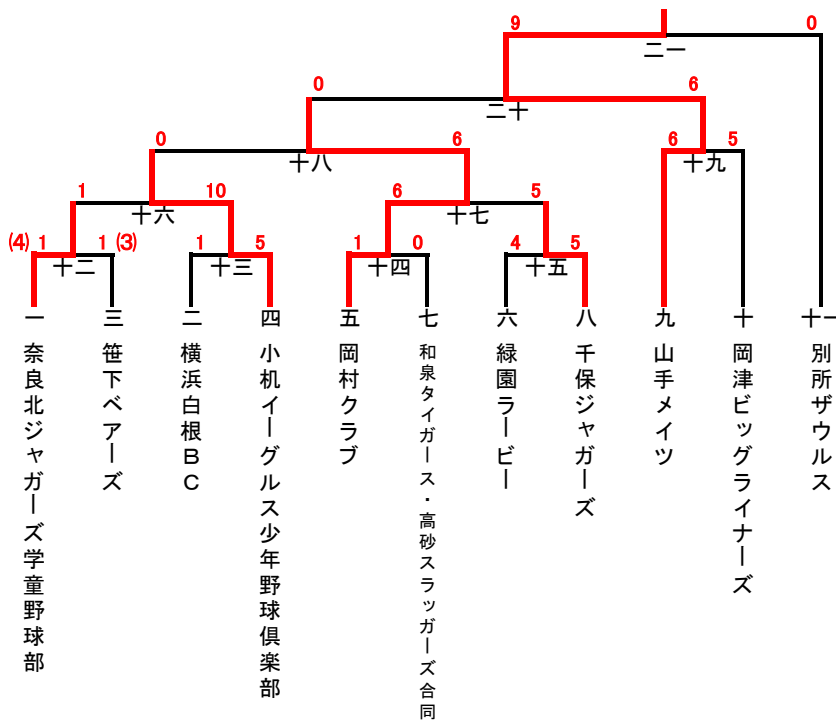 9
0
二一
0
6
二十
0
6
6
5
十八
十九
1
10
6
5
十六
十七
(4)
1
1
(3)
1
5
1
0
4
5
十二
十三
十四
十五
一
三
二
四
五
七
六
八
九
十
十一
奈良北ジャガーズ学童野球部
笹下ベアーズ
横浜白根BC
小机イーグルス少年野球倶楽部
岡村クラブ
和泉タイガース・高砂スラッガーズ合同
緑園ラービー
千保ジャガーズ
山手メイツ
岡津ビッグライナーズ
別所ザウルス